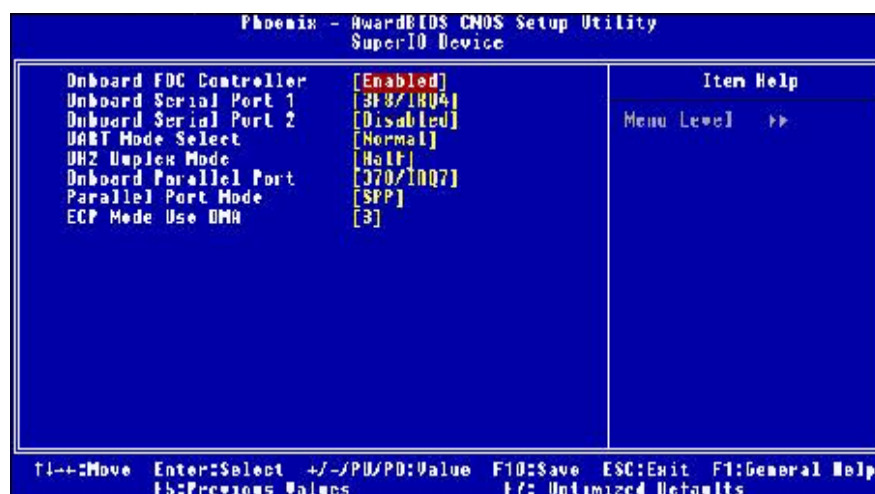 Phoenix - AwardBIOS CMOS Setup Utility
SuperIO Device
Onboard FDC Controller [Enabled]
Onboard Serial Port 1 [3F8/IRQ4]
Onboard Serial Port 2 [Disabled]
UART Mode Select [Normal]
UR2 Duplex Mode [Half]
Onboard Parallel Port [378/IRQ7]
Parallel Port Mode [SPP]
ECP Mode Use DMA [3]
Item Help
Menu Level ▸▸
↑↓→←:Move Enter:Select +/-/PU/PD:Value F10:Save ESC:Exit F1:General Help
F5:Previous Values F7: Optimized Defaults